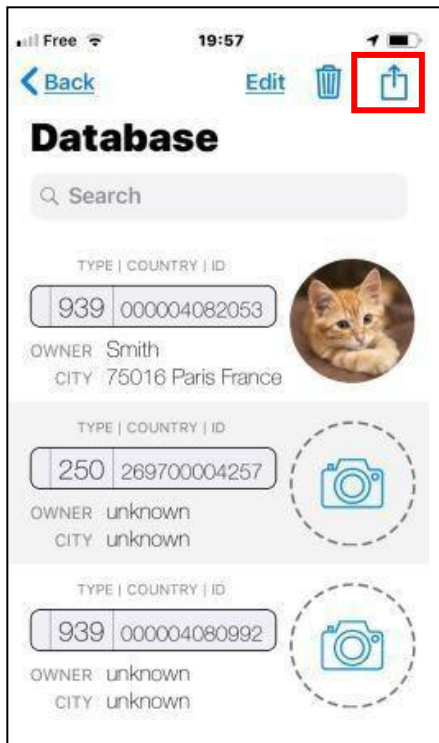 Free 19:57
Back Edit
Database
Search
TYPE | COUNTRY | ID
939 000004082053
OWNER Smith
CITY 75016 Paris France
TYPE | COUNTRY | ID
250 269700004257
OWNER unknown
CITY unknown
TYPE | COUNTRY | ID
939 000004080992
OWNER unknown
CITY unknown